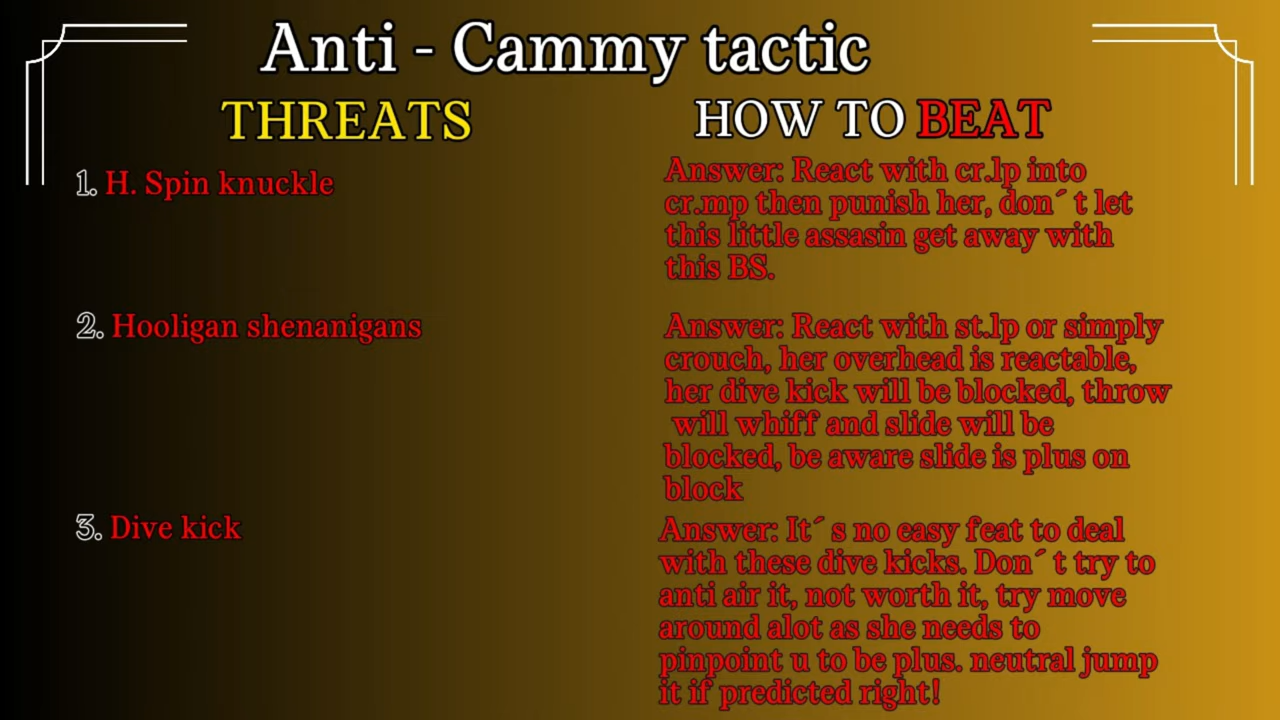 Anti - Cammy tactic
THREATS
HOW TO BEAT
1. H. Spin knuckle
Answer: React with cr.lp into
cr.mp then punish her, don´ t let
this little assasin get away with
this BS.
2. Hooligan shenanigans
Answer: React with st.lp or simply
crouch, her overhead is reactable,
her dive kick will be blocked, throw
will whiff and slide will be
blocked, be aware slide is plus on
block
3. Dive kick
Answer: It´ s no easy feat to deal
with these dive kicks. Don´ t try to
anti air it, not worth it, try move
around alot as she needs to
pinpoint u to be plus. neutral jump
it if predicted right!